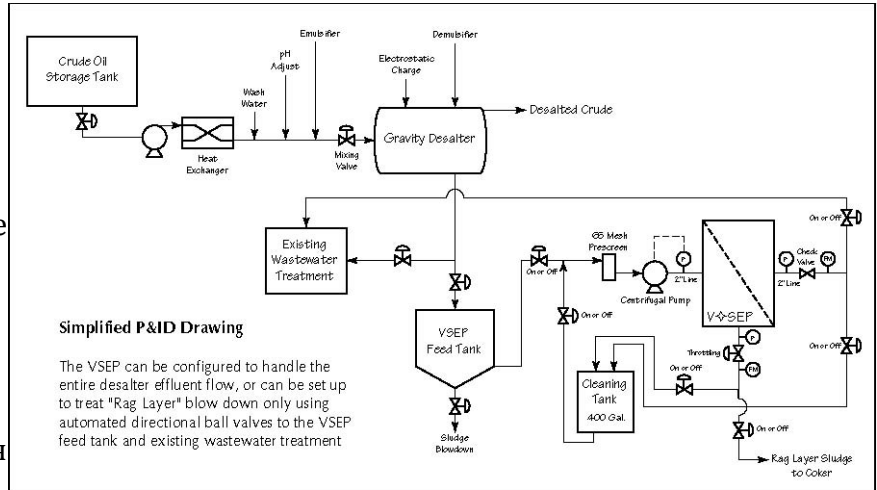 Crude Oil
Storage Tank
Emulsifier
pH
Adjust
Wash
Water
Heat
Exchanger
Mixing
Valve
Electrostatic
Charge
Demulsifier
Gravity Desalter
Desalted Crude
Existing
Wastewater
Treatment
On or Off
65 Mesh
Prescreen
Centrifugal Pump
P
2" Line
V SEP
P
Check
Valve
FM
2" Line
On or Off
On or Off
VSEP
Feed Tank
Sludge
Blowdown
On or Off
Cleaning
Tank
400 Gal.
P
Throttling
FM
On or Off
On or Off
On or Off
Rag Layer Sludge
to Coker
Simplified P&ID Drawing
The VSEP can be configured to handle the
entire desalter effluent flow, or can be set up
to treat "Rag Layer" blow down only using
automated directional ball valves to the VSEP
feed tank and existing wastewater treatment
e